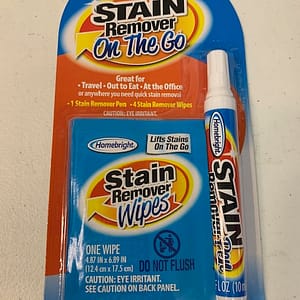 STAIN
Remover
On The Go
Great for
• Travel • Out to Eat • At the Office
or anywhere you need quick stain removal
• 1 Stain Remover Pen • 4 Stain Remover Wipes
CAUTION: EYE IRRITANT.
Homebright
Lifts Stains
On The Go
Stain
Remover
Wipes
ONE WIPE
4.87 IN x 6.89 IN
(12.4 cm x 17.5 cm)
DO NOT FLUSH
CAUTION: EYE IRRITANT.
SEE CAUTION ON BACK PANEL.
Homebright
STAIN
FL OZ (10 m